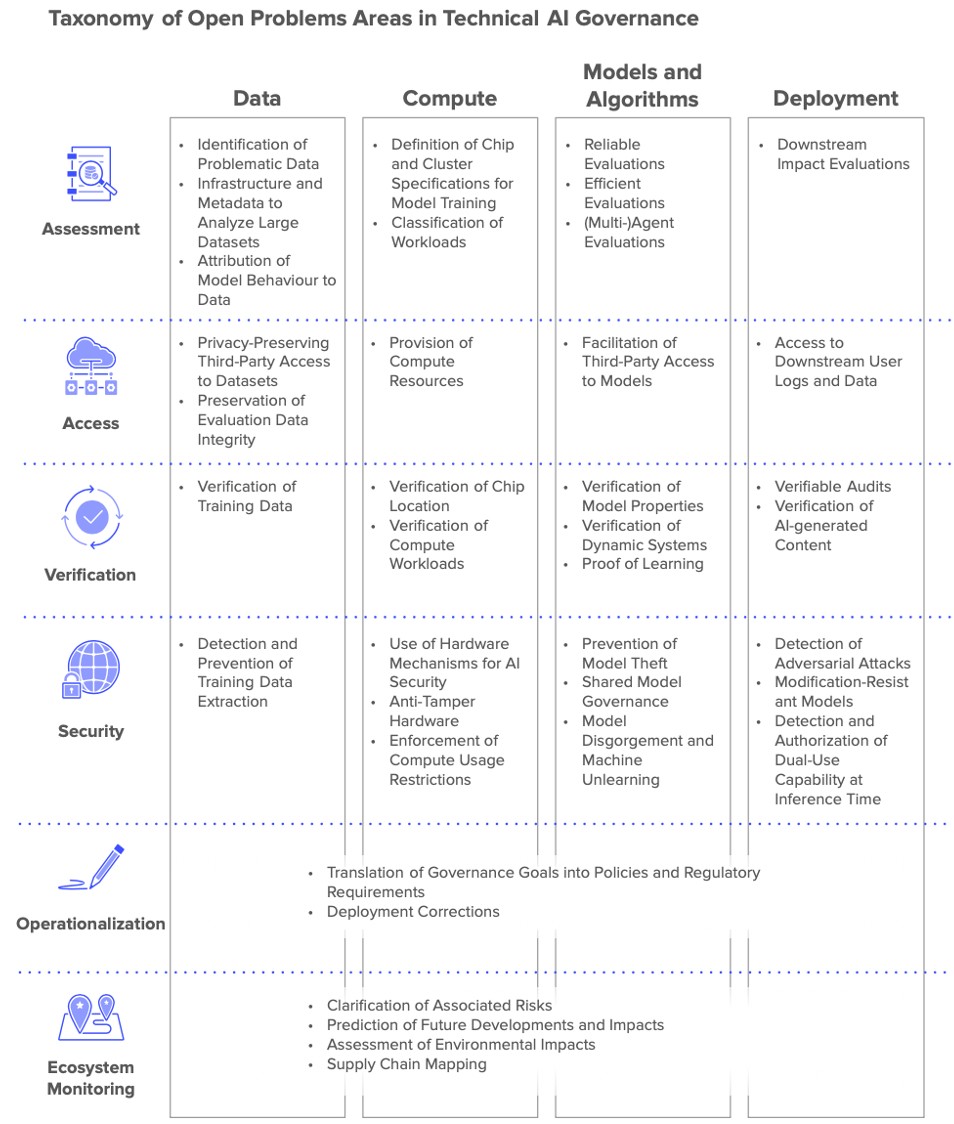 Taxonomy of Open Problems Areas in Technical AI Governance
Data
Compute
Models and
Algorithms
Deployment
Assessment
• Identification of
Problematic Data
• Infrastructure and
Metadata to
Analyze Large
Datasets
• Attribution of
Model Behaviour to
Data
• Definition of Chip
and Cluster
Specifications for
Model Training
• Classification of
Workloads
• Reliable
Evaluations
• Efficient
Evaluations
• (Multi-)Agent
Evaluations
• Downstream
Impact Evaluations
Access
• Privacy-Preserving
Third-Party Access
to Datasets
• Preservation of
Evaluation Data
Integrity
• Provision of
Compute
Resources
• Facilitation of
Third-Party Access
to Models
• Access to
Downstream User
Logs and Data
Verification
• Verification of
Training Data
• Verification of Chip
Location
• Verification of
Compute
Workloads
• Verification of
Model Properties
• Verification of
Dynamic Systems
• Proof of Learning
• Verifiable Audits
• Verification of
AI-generated
Content
Security
• Detection and
Prevention of
Training Data
Extraction
• Use of Hardware
Mechanisms for AI
Security
• Anti-Tamper
Hardware
• Enforcement of
Compute Usage
Restrictions
• Prevention of
Model Theft
• Shared Model
Governance
• Model
Disgorgement and
Machine
Unlearning
• Detection of
Adversarial Attacks
• Modification-Resist
ant Models
• Detection and
Authorization of
Dual-Use
Capability at
Inference Time
Operationalization
• Translation of Governance Goals into Policies and Regulatory
Requirements
• Deployment Corrections
Ecosystem
Monitoring
• Clarification of Associated Risks
• Prediction of Future Developments and Impacts
• Assessment of Environmental Impacts
• Supply Chain Mapping